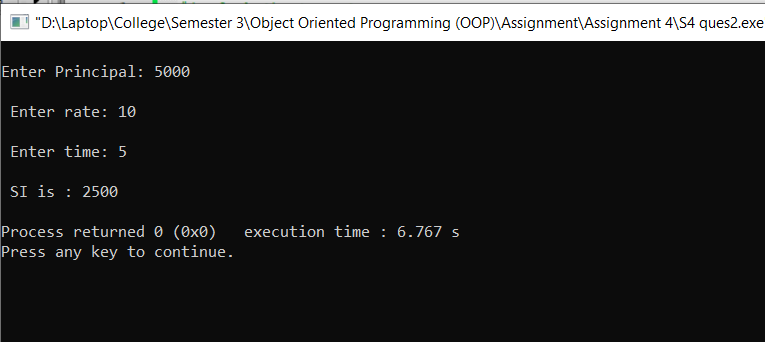 "D:\Laptop\College\Semester 3\Object Oriented Programming (OOP)\Assignment\Assignment 4\S4 ques2.exe
Enter Principal: 5000
Enter rate: 10
Enter time: 5
SI is : 2500
Process returned 0 (0x0)   execution time : 6.767 s
Press any key to continue.